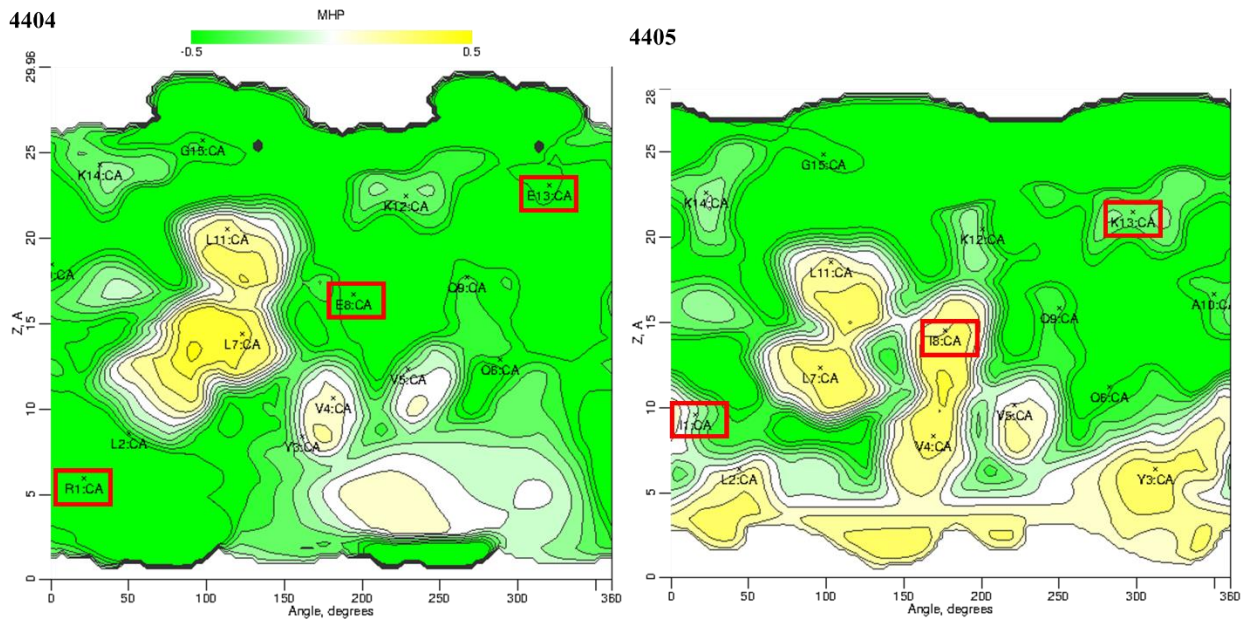 4404
MHP
-0.5 0.5
4405
29.96
25
20
15
10
5
0
Z, A
G15:CA
K14:CA
E13:CA
K12:CA
L11:CA
E8:CA
Q9:CA
L7:CA
V5:CA
Q6:CA
V4:CA
L2:CA
Y3:CA
R1:CA
0 50 100 150 200 250 300 360
Angle, degrees
28
25
20
15
10
5
0
Z, A
G15:CA
K14:CA
K13:CA
K12:CA
L11:CA
A10:CA
Q9:CA
I8:CA
L7:CA
Q6:CA
V5:CA
I1:CA
V4:CA
L2:CA
Y3:CA
0 50 100 150 200 250 300 360
Angle, degrees